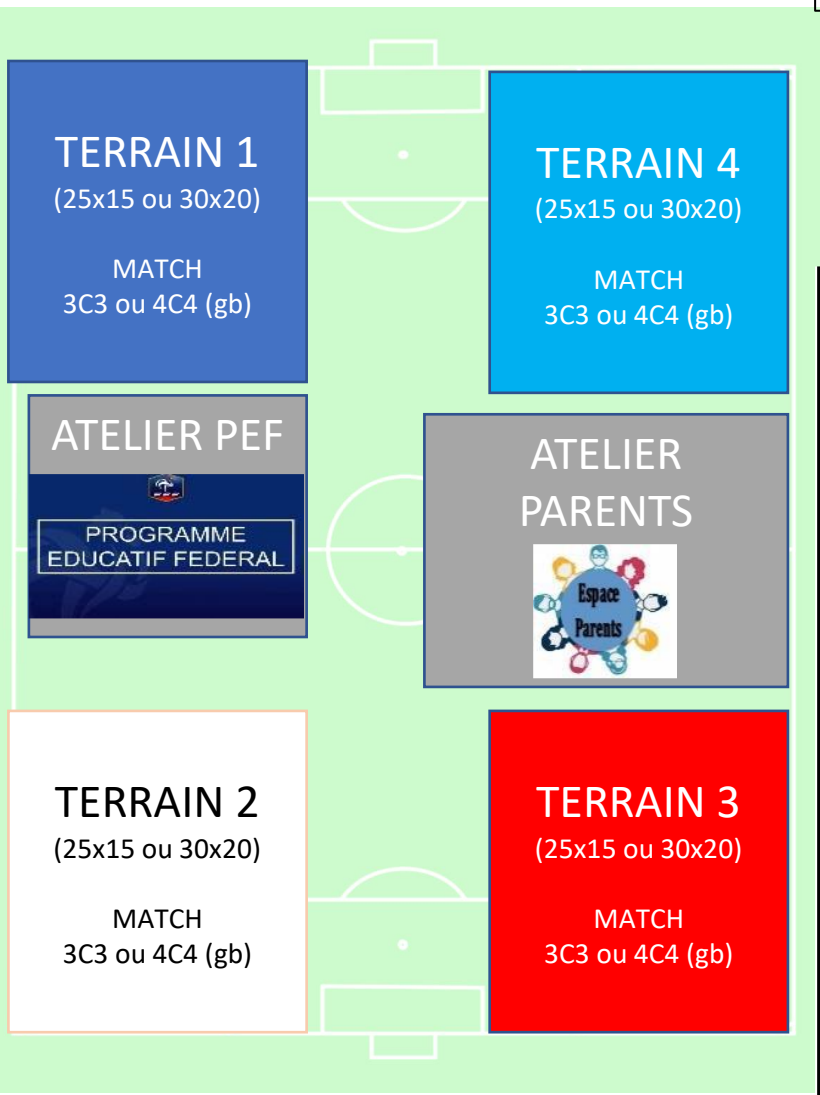 TERRAIN 1
(25x15 ou 30x20)
MATCH
3C3 ou 4C4 (gb)
TERRAIN 4
(25x15 ou 30x20)
MATCH
3C3 ou 4C4 (gb)
ATELIER PEF
PROGRAMME
EDUCATIF FEDERAL
ATELIER
PARENTS
Espace
Parents
TERRAIN 2
(25x15 ou 30x20)
MATCH
3C3 ou 4C4 (gb)
TERRAIN 3
(25x15 ou 30x20)
MATCH
3C3 ou 4C4 (gb)